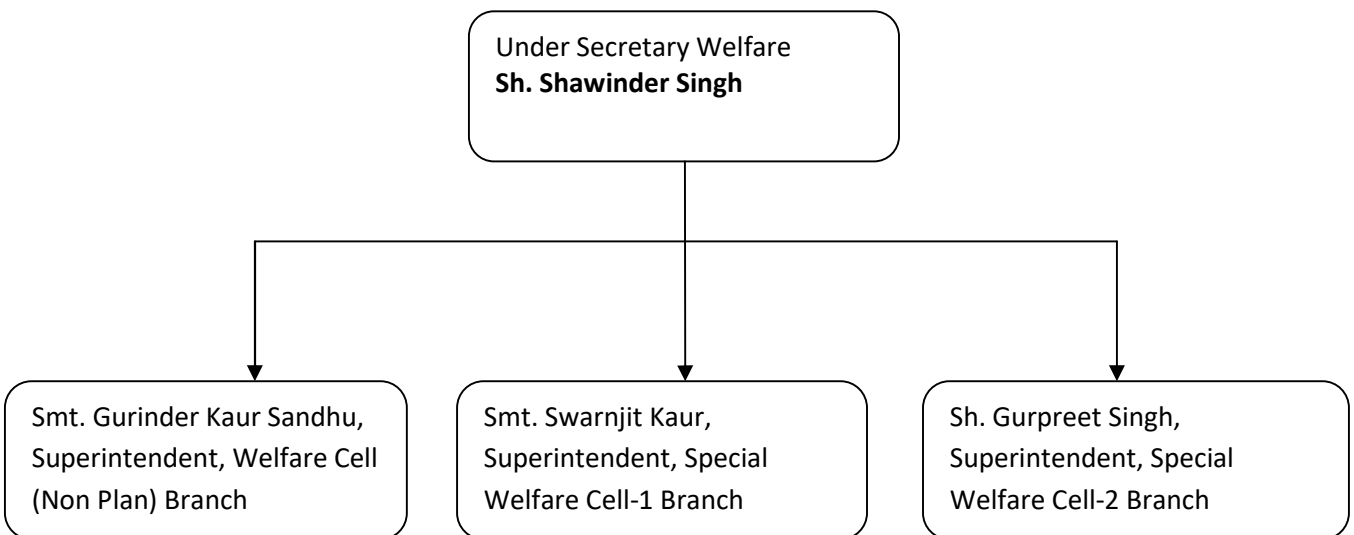 Under Secretary Welfare
Sh. Shawinder Singh
Smt. Gurinder Kaur Sandhu,
Superintendent, Welfare Cell
(Non Plan) Branch
Smt. Swarnjit Kaur,
Superintendent, Special
Welfare Cell-1 Branch
Sh. Gurpreet Singh,
Superintendent, Special
Welfare Cell-2 Branch